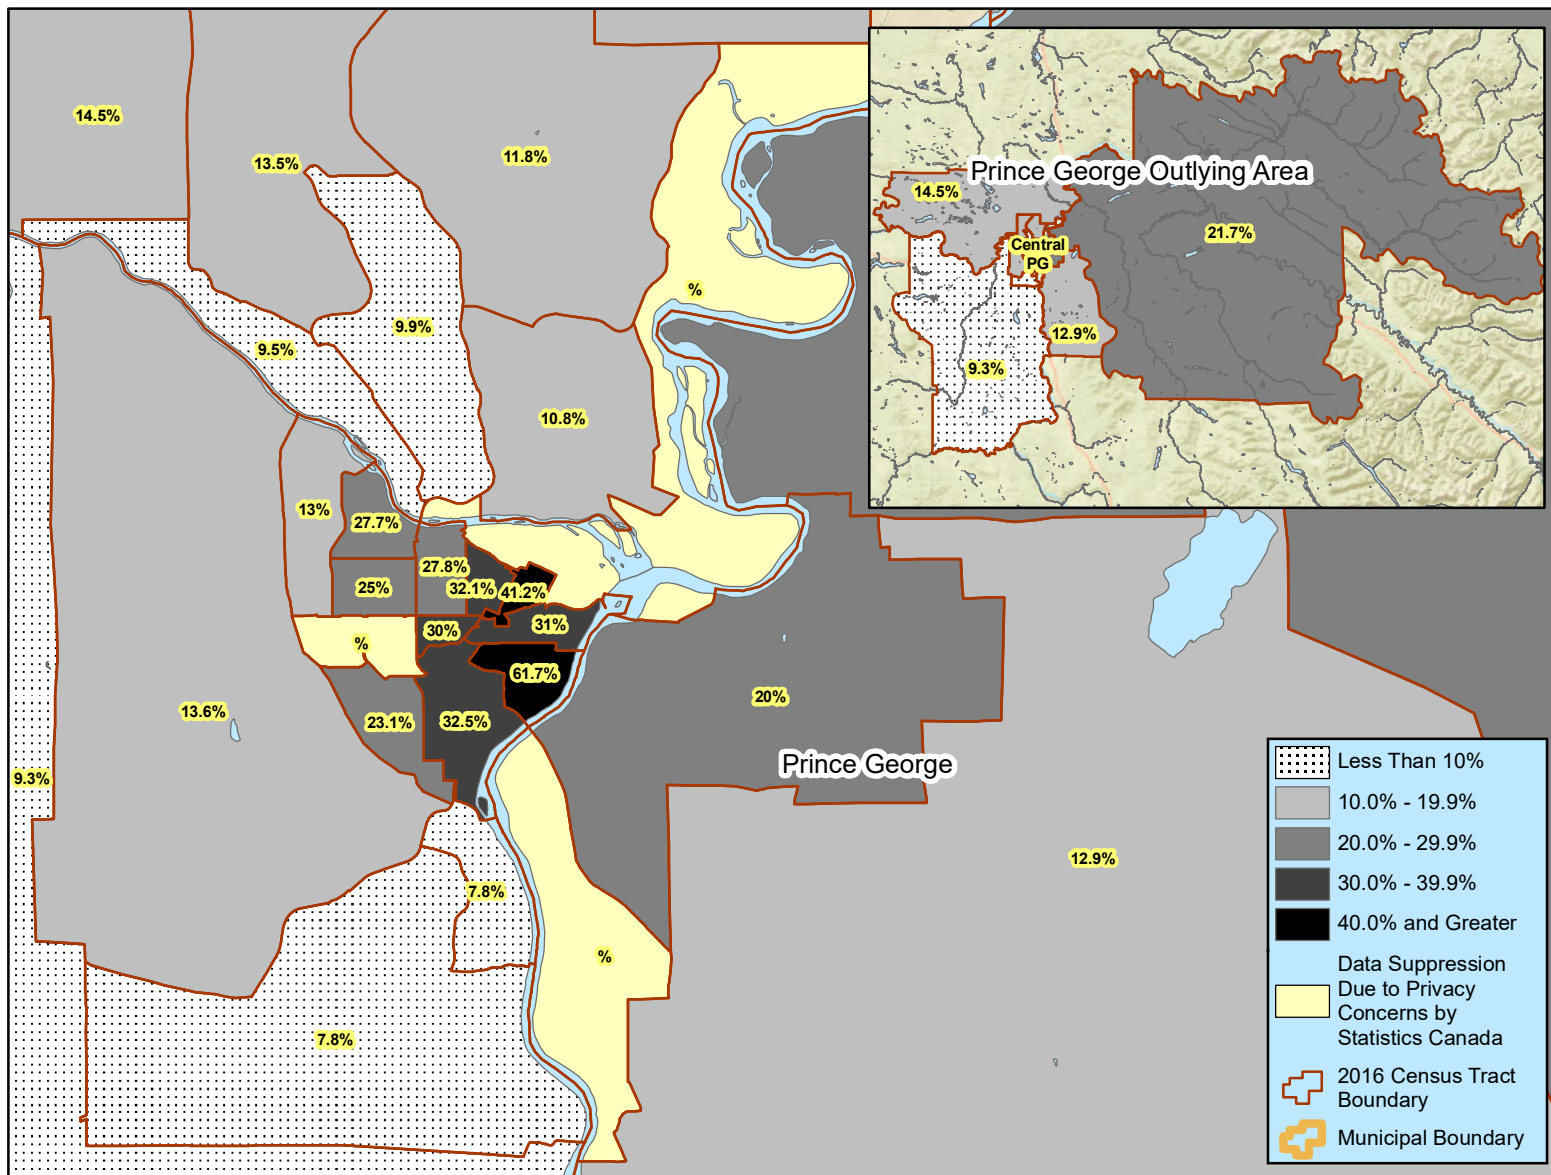 14.5%
13.5%
11.8%
%
9.9%
9.5%
10.8%
13%
27.7%
27.8%
25%
32.1%
41.2%
31%
30%
%
61.7%
23.1%
32.5%
13.6%
20%
Prince George
9.3%
12.9%
7.8%
%
7.8%
Prince George Outlying Area
14.5%
21.7%
Central
PG
12.9%
9.3%
Less Than 10%
10.0% - 19.9%
20.0% - 29.9%
30.0% - 39.9%
40.0% and Greater
Data Suppression
Due to Privacy
Concerns by
Statistics Canada
2016 Census Tract
Boundary
Municipal Boundary